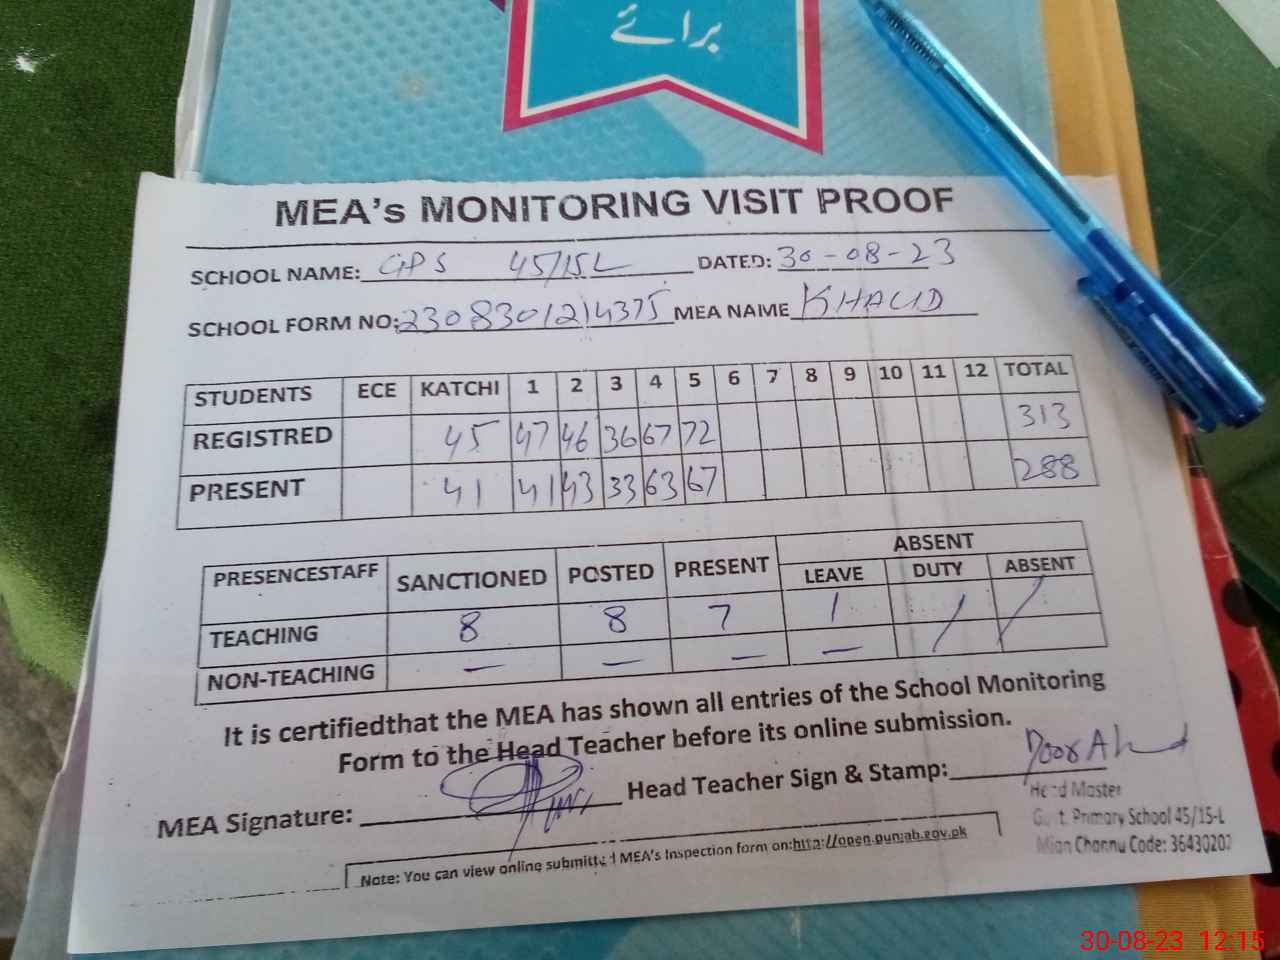 برائے
MEA's MONITORING VISIT PROOF
SCHOOL NAME: GPS 45/15L DATED: 30-08-23
SCHOOL FORM NO: 2308301214375 MEA NAME KHALID
STUDENTS ECE KATCHI 1 2 3 4 5 6 7 8 9 10 11 12 TOTAL
REGISTRED 45 47 46 36 67 72 313
PRESENT 41 41 43 33 63 67 288
PRESENCESTAFF SANCTIONED POSTED PRESENT ABSENT
LEAVE DUTY ABSENT
TEACHING 8 8 7 1 / /
NON-TEACHING — — — — / /
It is certifiedthat the MEA has shown all entries of the School Monitoring
Form to the Head Teacher before its online submission.
MEA Signature: Head Teacher Sign & Stamp:
Head Master
Govt. Primary School 45/15-L
Mian Channu Code: 36430202
Note: You can view online submitted MEA's Inspection form on:http://open.punjab.gov.pk
30-08-23 12:15